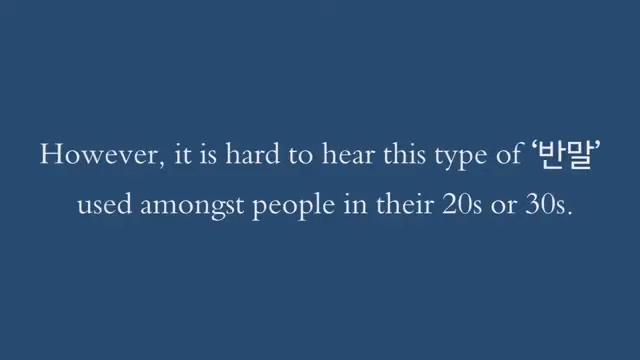 However, it is hard to hear this type of ‘반말’
used amongst people in their 20s or 30s.